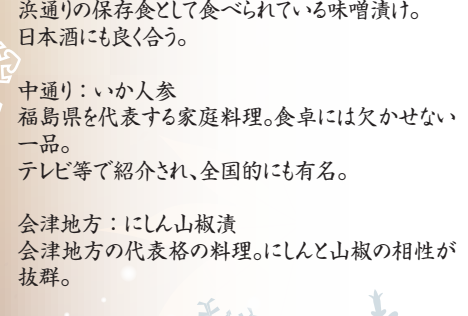 浜通りの保存食として食べられている味噌漬け。
日本酒にも良く合う。
中通り：いか人参
福島県を代表する家庭料理。食卓には欠かせない
一品。
テレビ等で紹介され、全国的にも有名。
会津地方：にしん山椒漬
会津地方の代表格の料理。にしんと山椒の相性が
抜群。